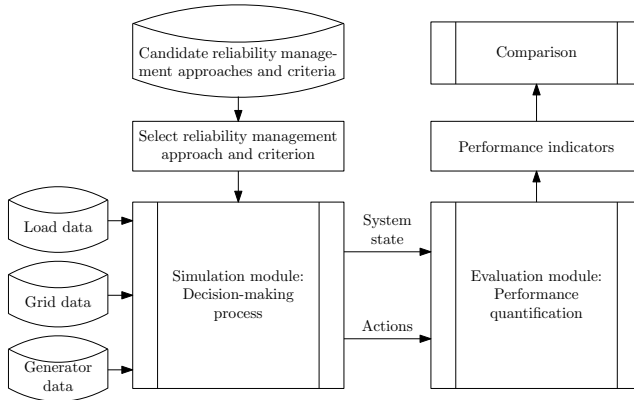 Candidate reliability manage-
ment approaches and criteria
Comparison
Select reliability management
approach and criterion
Performance indicators
Load data
Grid data
Generator
data
Simulation module:
Decision-making
process
System
state
Actions
Evaluation module:
Performance
quantification